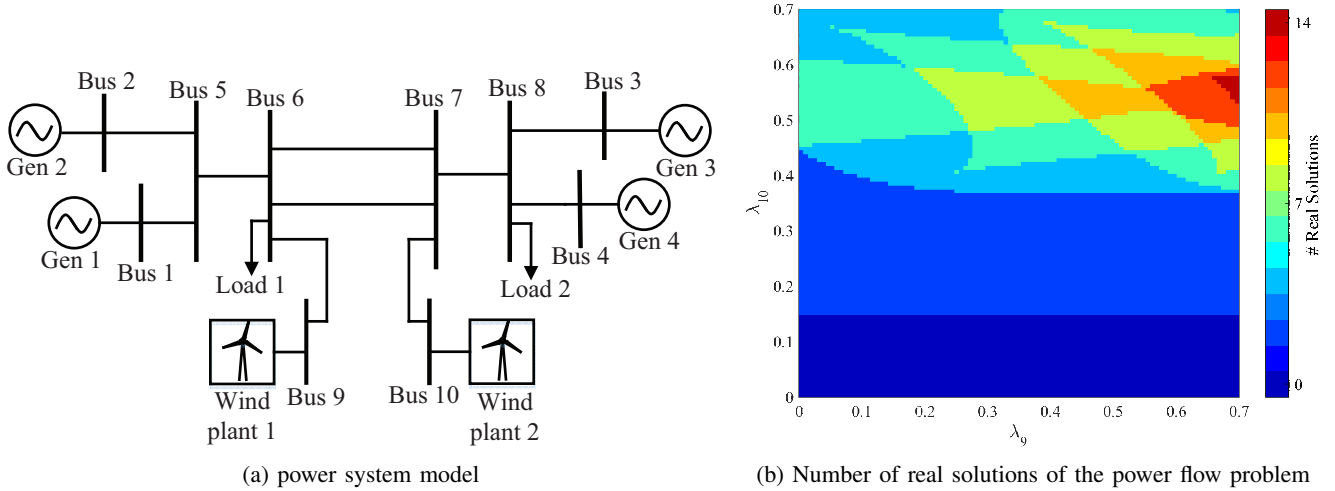 Bus 2
Bus 5
Bus 6
Bus 7
Bus 8
Bus 3
Gen 2
Gen 3
Gen 1
Bus 1
Load 1
Load 2
Bus 4
Gen 4
Wind
plant 1
Bus 9
Bus 10
Wind
plant 2
(a) power system model
0.7
0.6
0.5
0.4
0.3
0.2
0.1
0
λ10
0
0.1
0.2
0.3
0.4
0.5
0.6
0.7
λ9
14
7
0
# Real Solutions
(b) Number of real solutions of the power flow problem